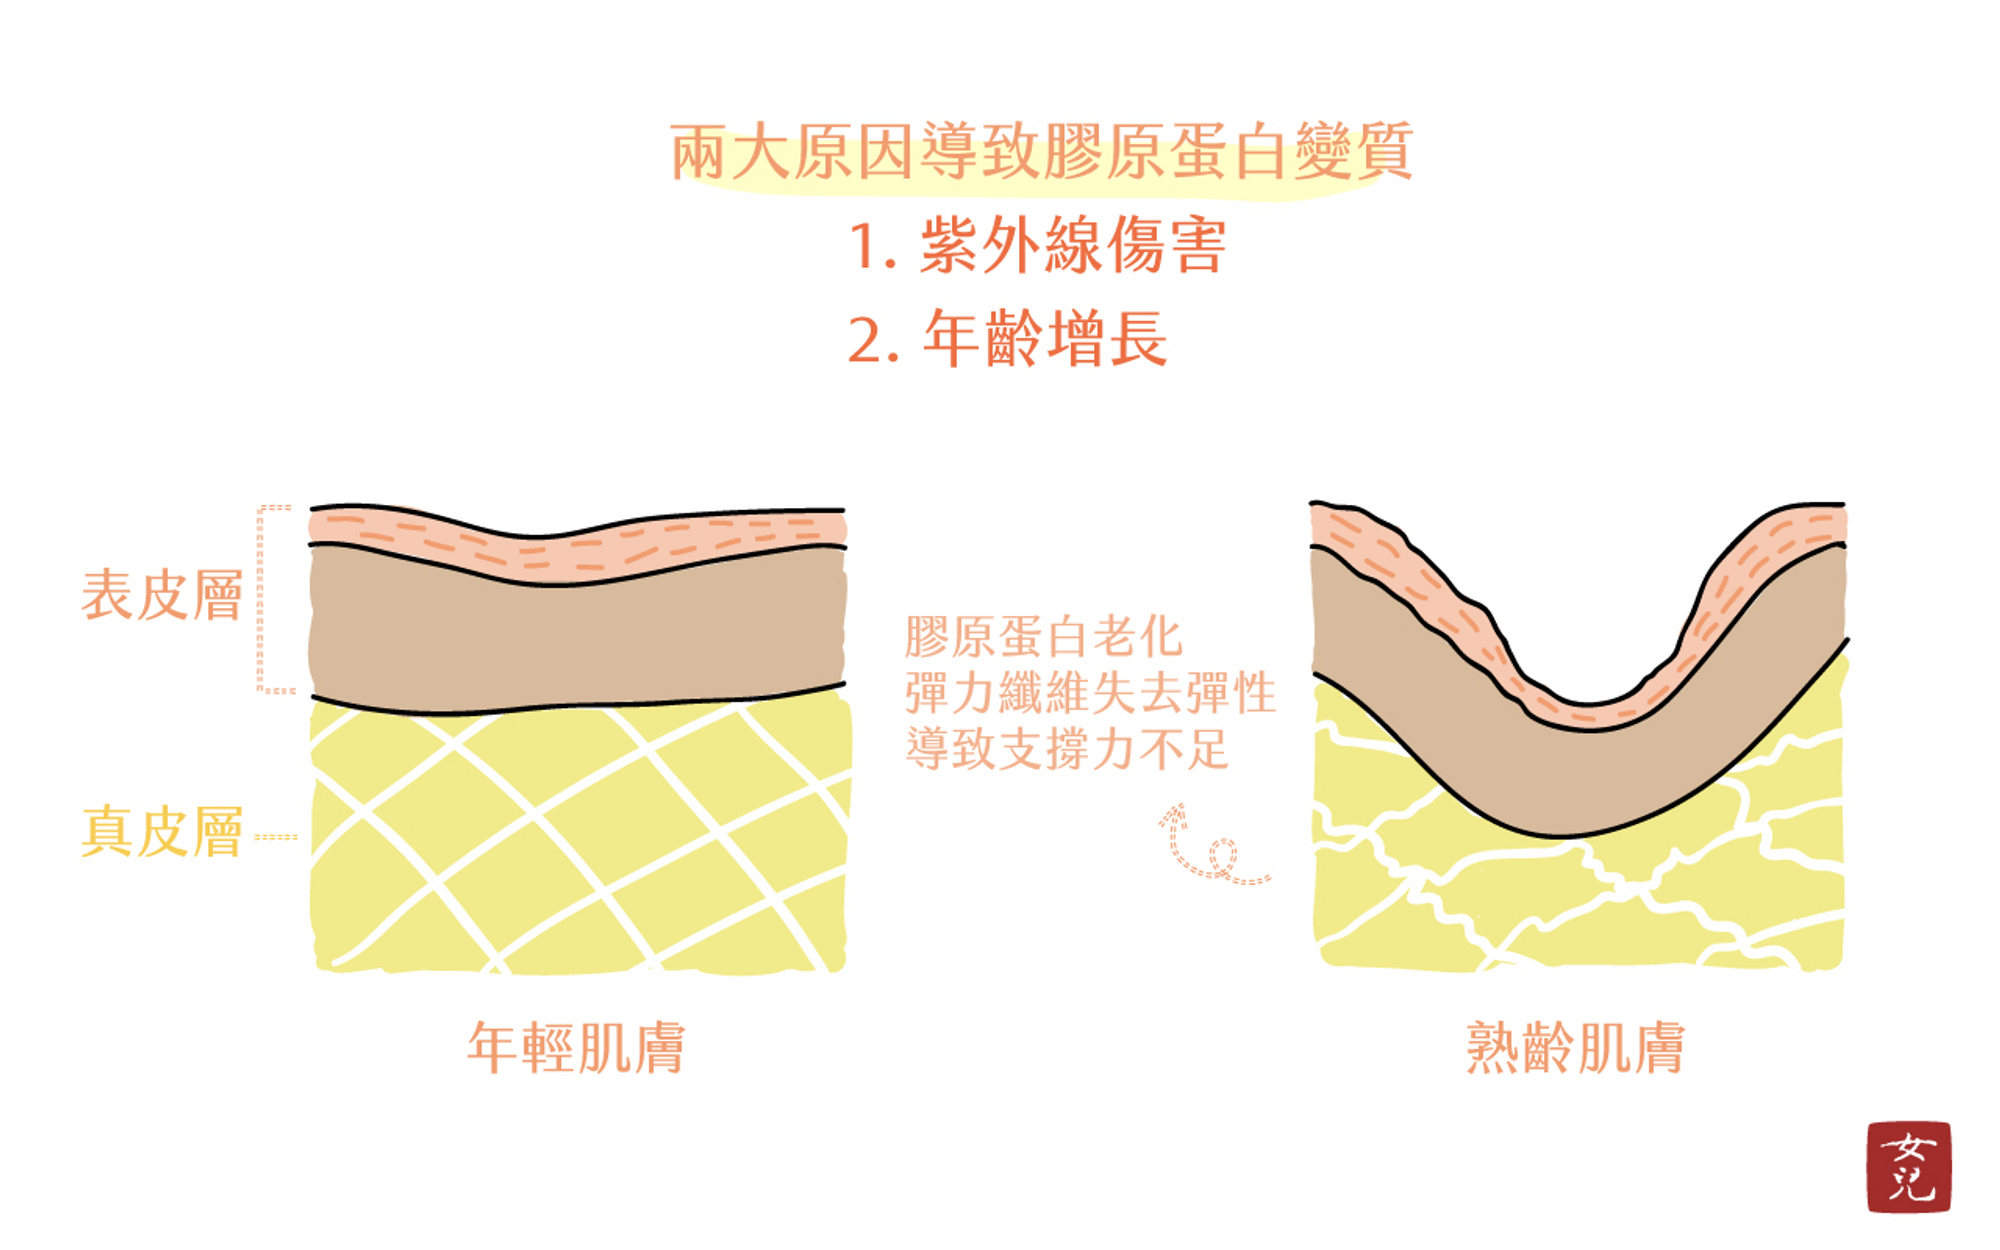 兩大原因導致膠原蛋白變質
1. 紫外線傷害
2. 年齡增長
表皮層
膠原蛋白老化
彈力纖維失去彈性
導致支撐力不足
真皮層
年輕肌膚
熟齡肌膚
女兒